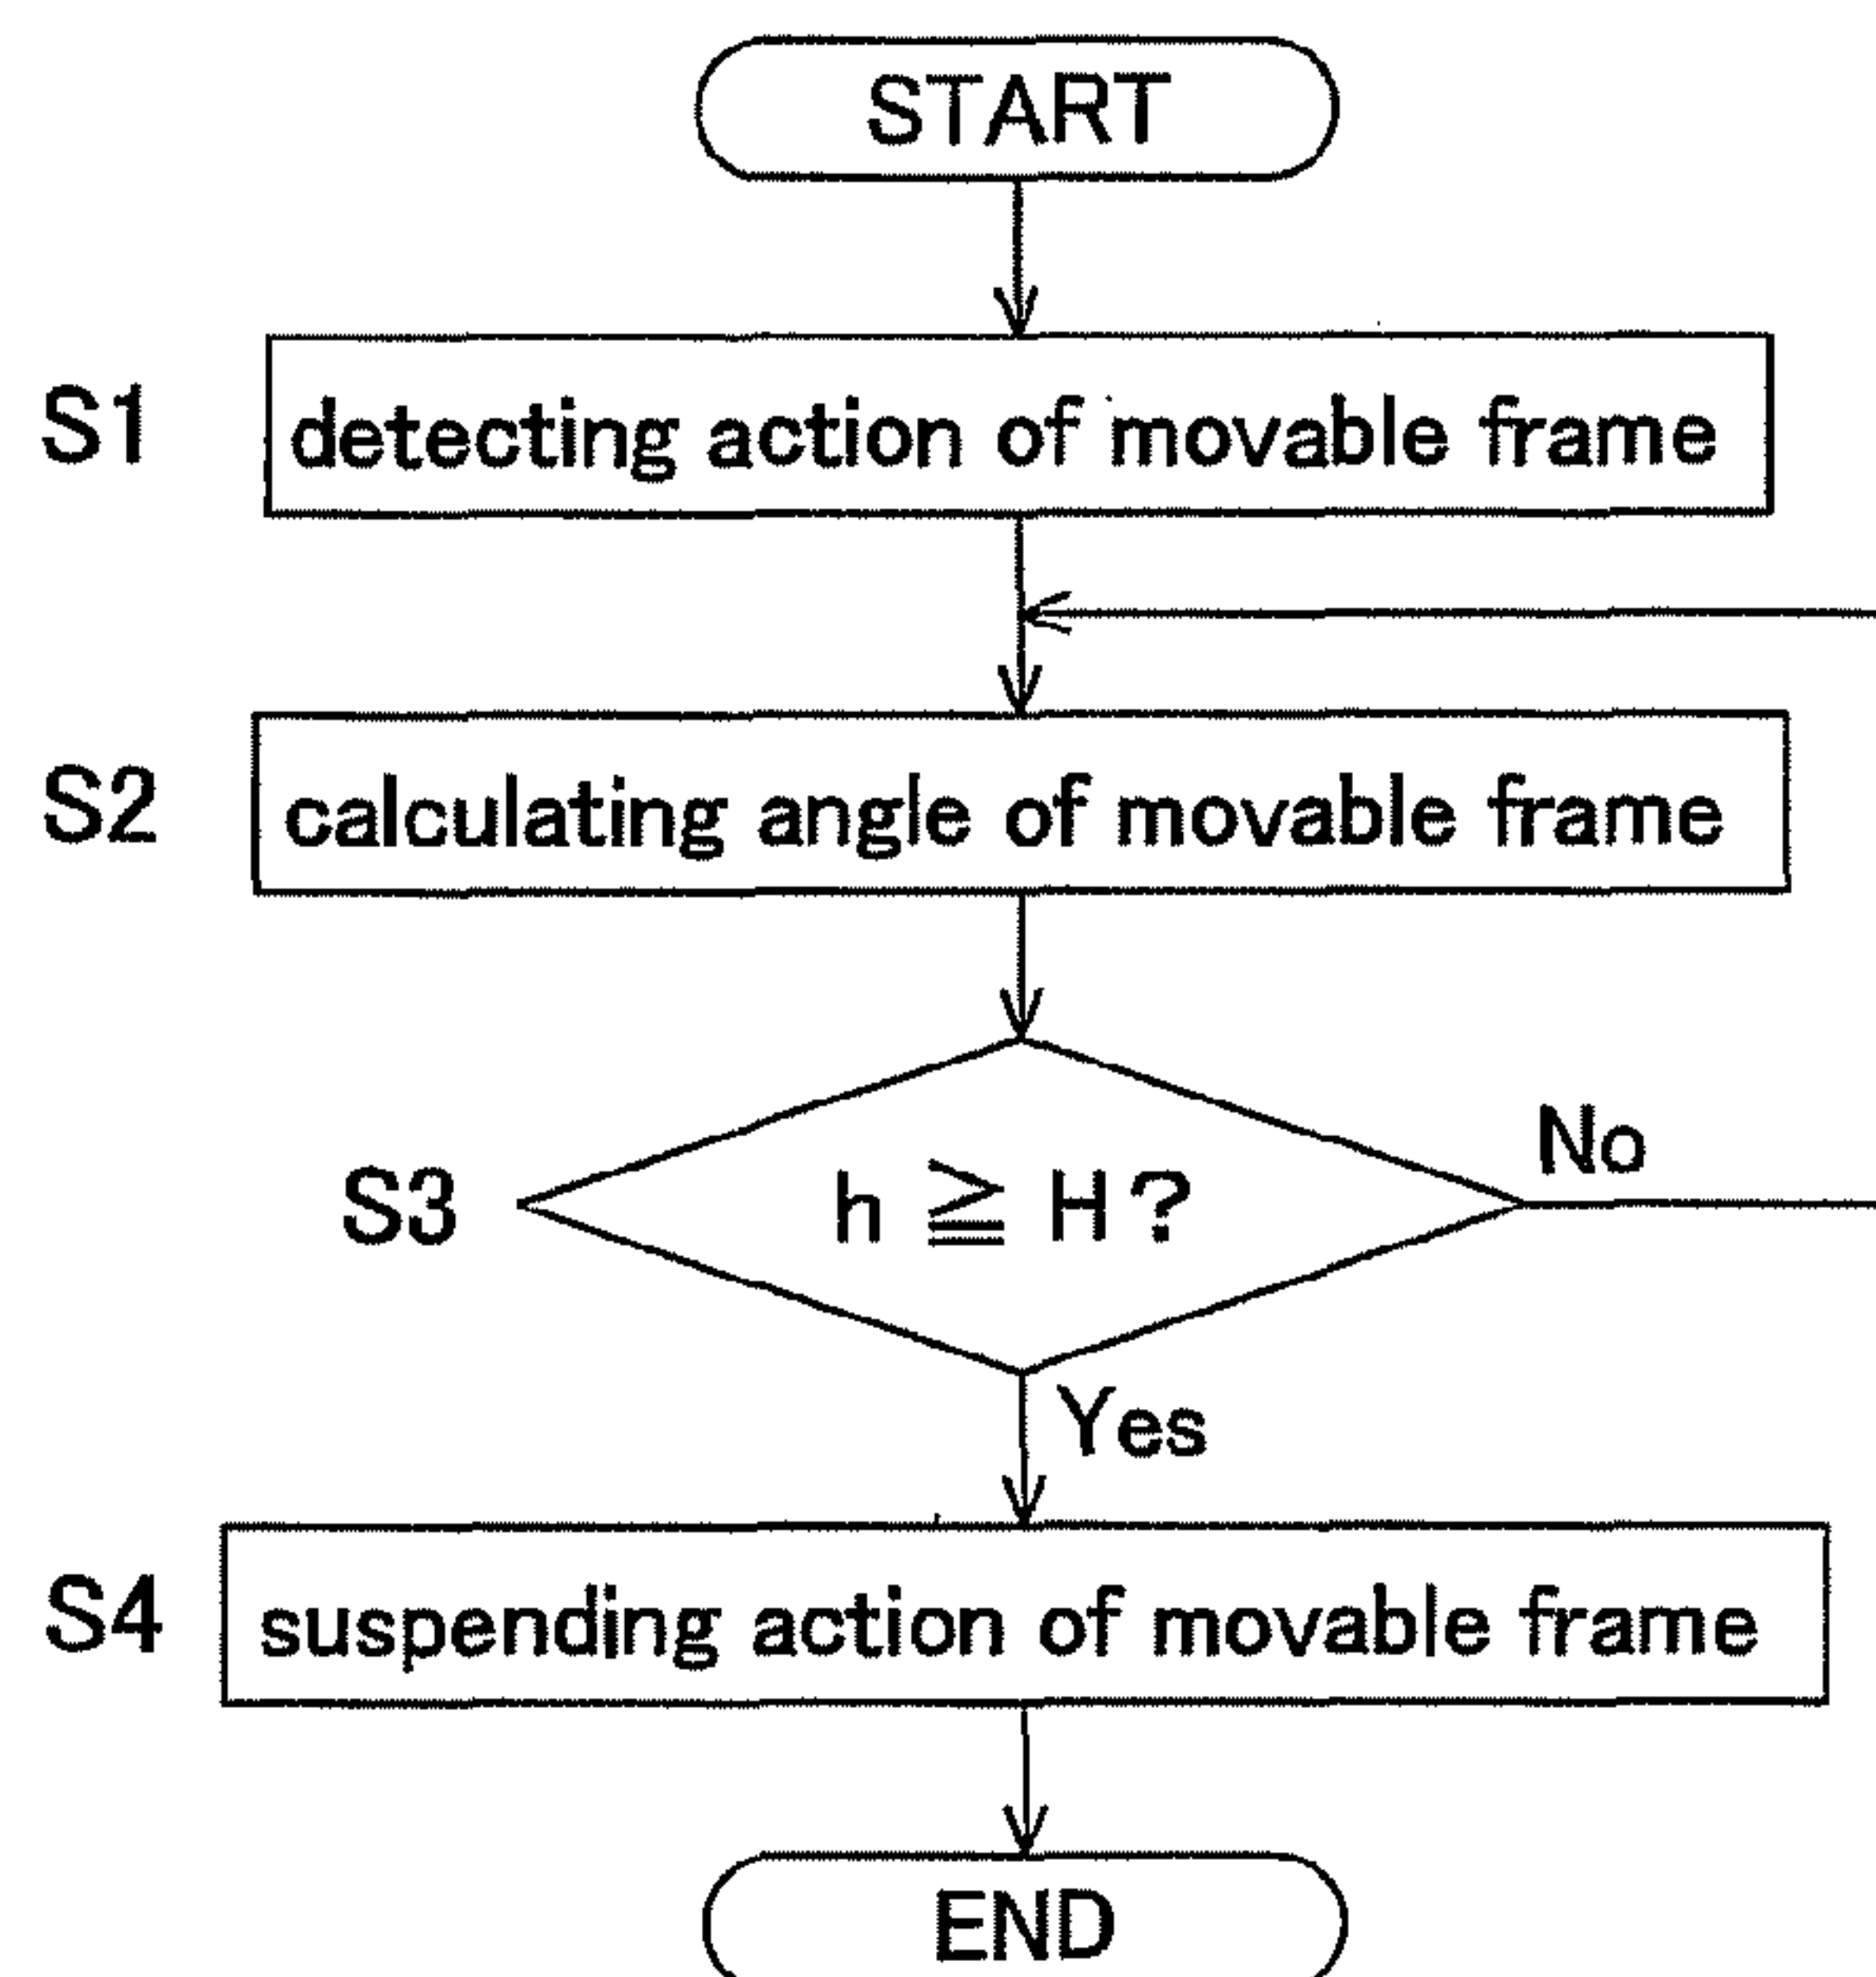 START
S1 detecting action of movable frame
S2 calculating angle of movable frame
No
S3 h ≧ H?
Yes
S4 suspending action of movable frame
END